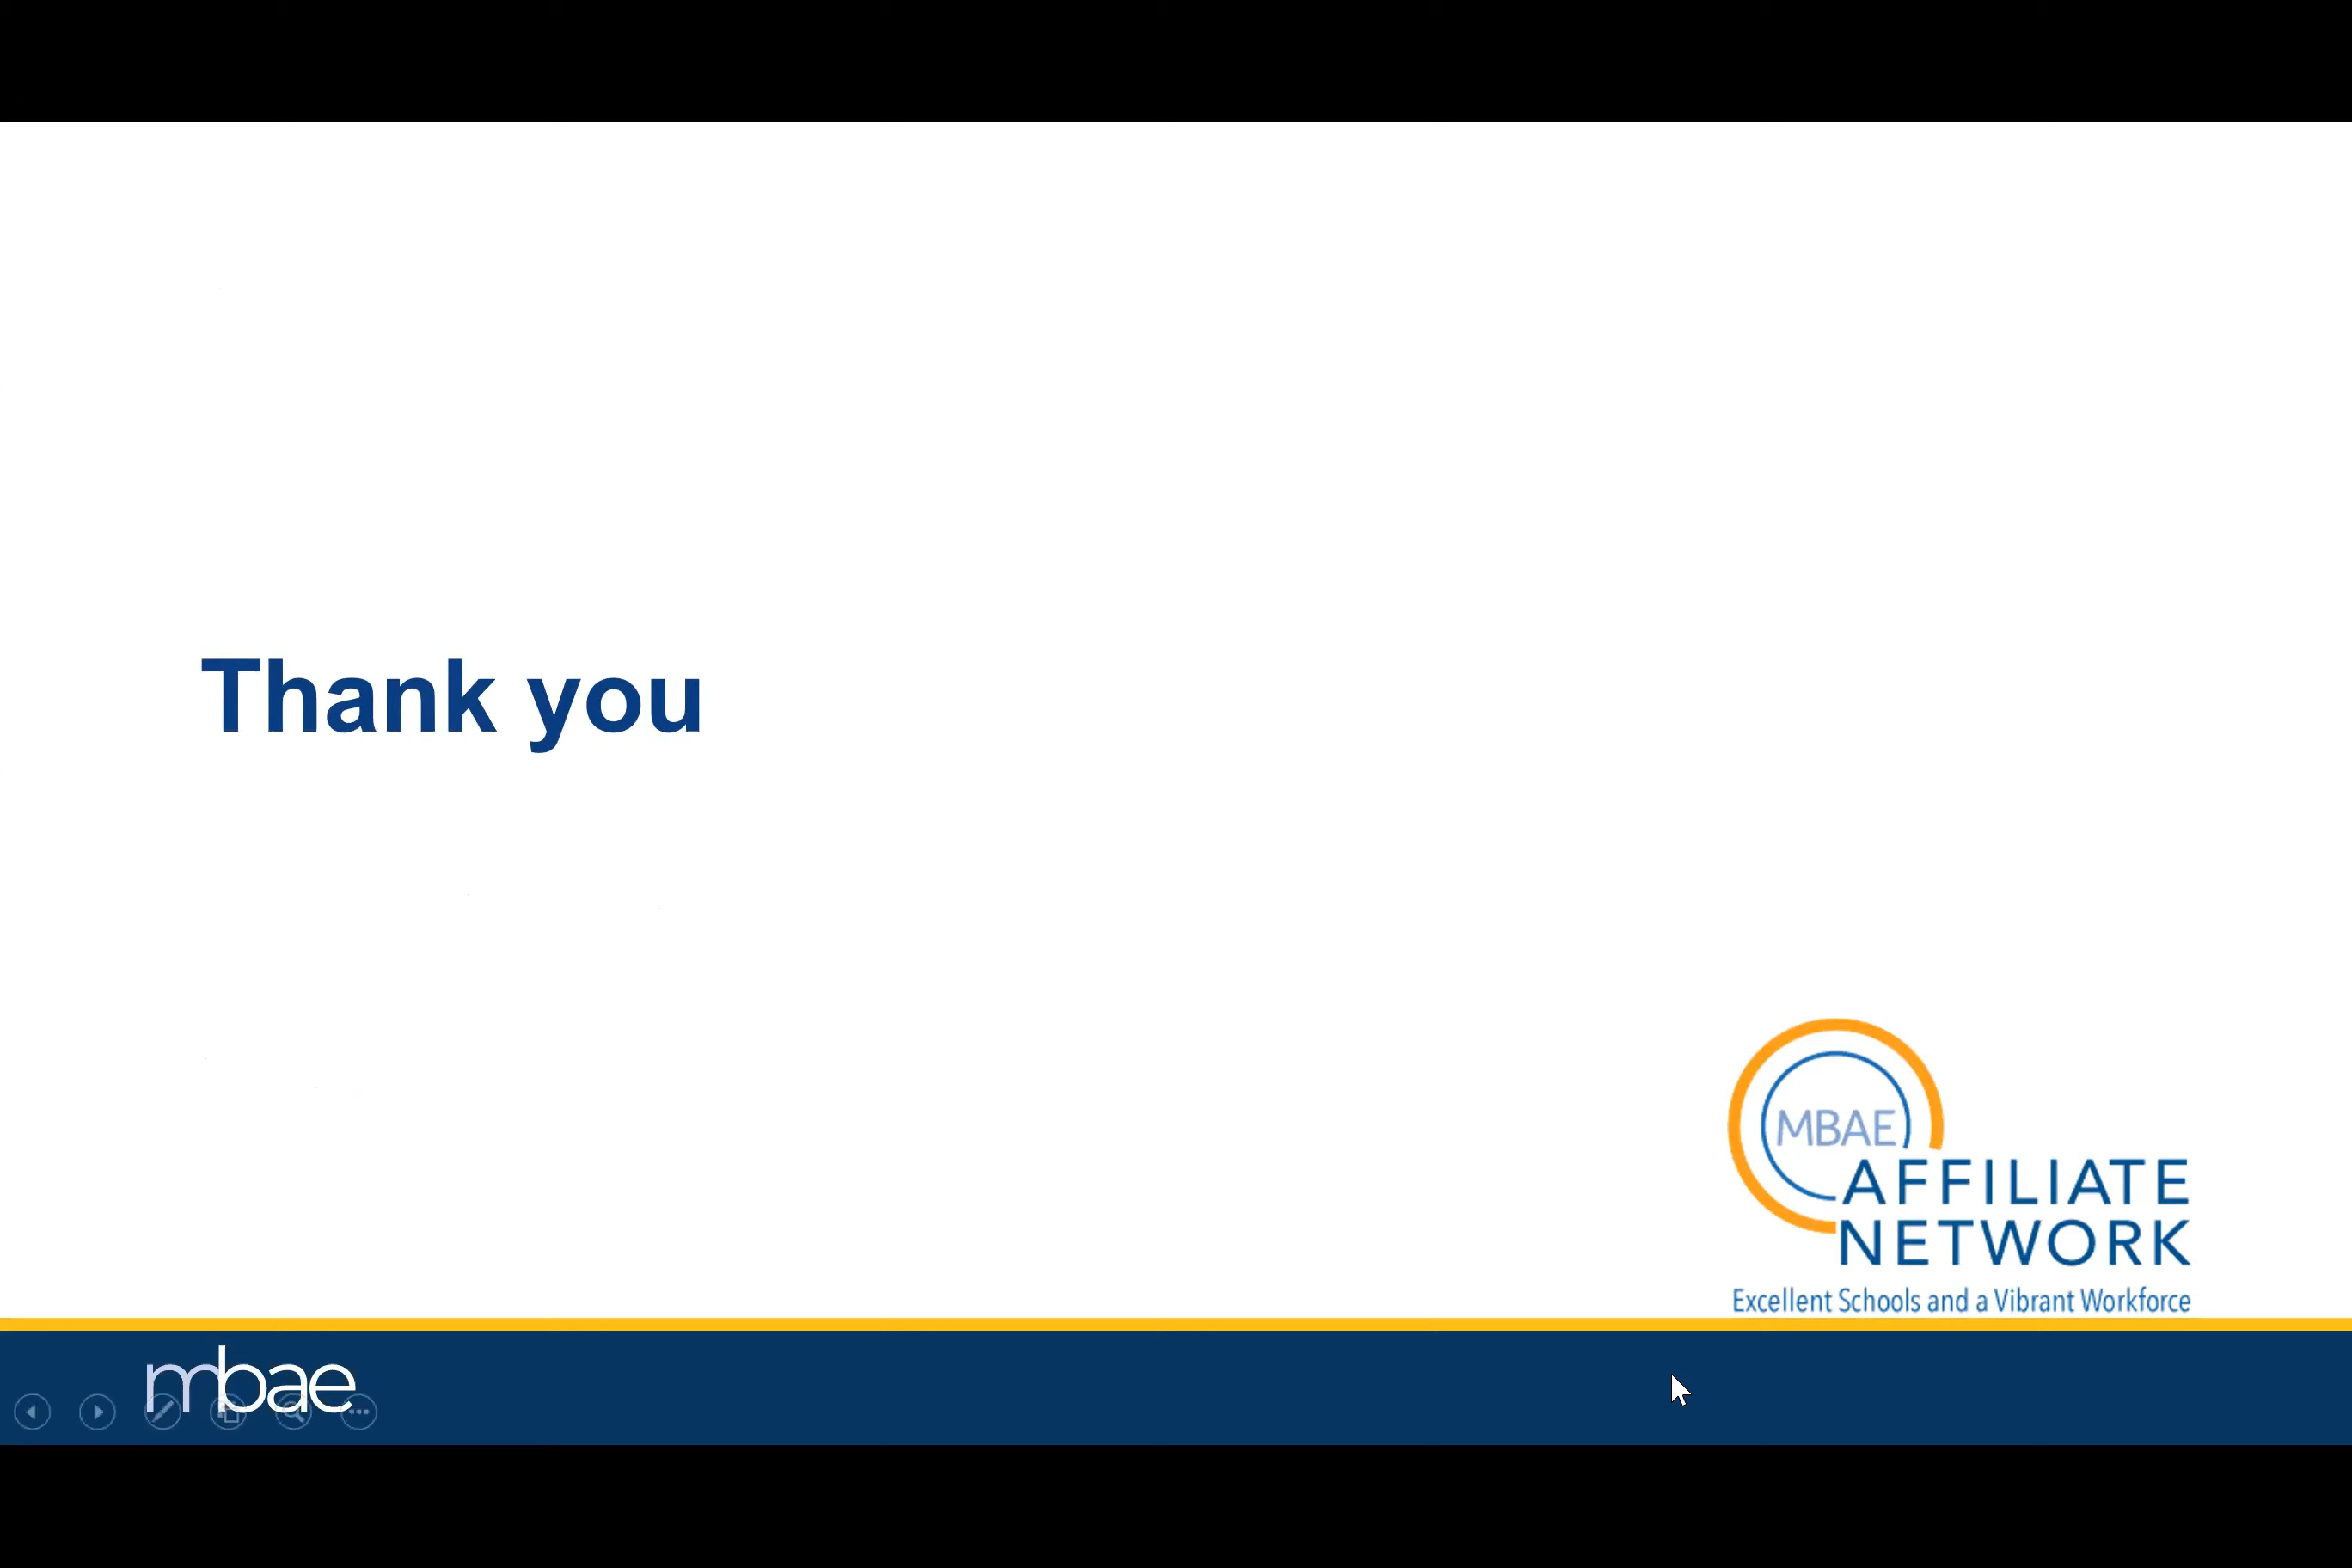 Thank you
MBAE
AFFILIATE
NETWORK
Excellent Schools and a Vibrant Workforce
mbae